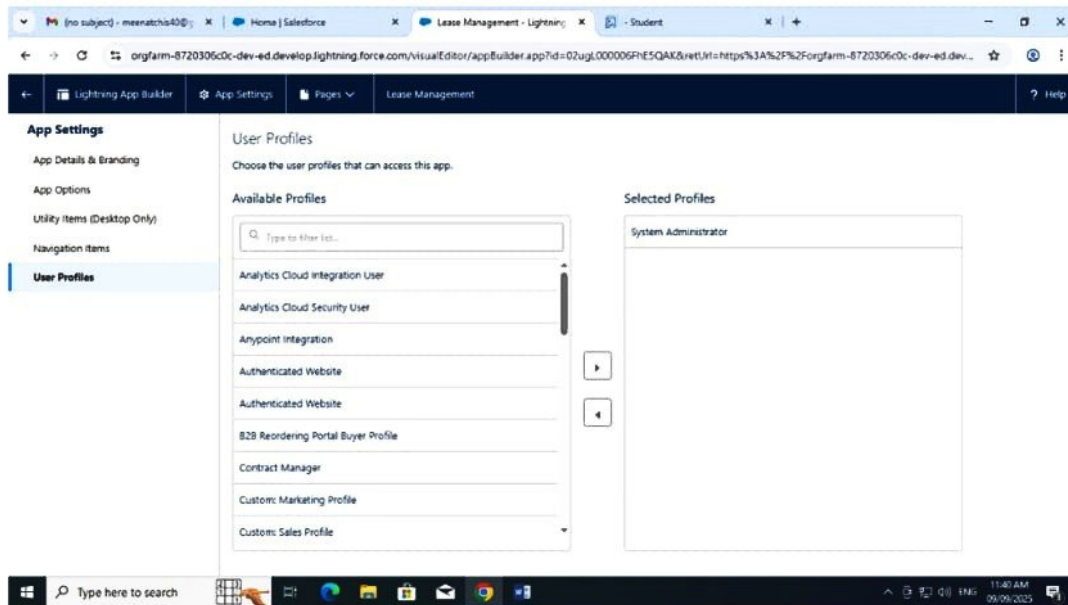 (no subject) - meenatchis40@g
Home | Salesforce
Lease Management - Lightning
- Student
orgfarm-8720306c0c-dev-ed.develop.lightning.force.com/visualEditor/appBuilder.app?id=02ugL000006FhE5QAK&retUrl=https%3A%2F%2Forgfarm-8720306c0c-dev-ed.dev...
Lightning App Builder
App Settings
Pages
Lease Management
? Help
App Settings
App Details & Branding
App Options
Utility Items (Desktop Only)
Navigation Items
User Profiles
User Profiles
Choose the user profiles that can access this app.
Available Profiles
Type to filter list...
Analytics Cloud Integration User
Analytics Cloud Security User
Anypoint Integration
Authenticated Website
Authenticated Website
B2B Reordering Portal Buyer Profile
Contract Manager
Custom: Marketing Profile
Custom: Sales Profile
Selected Profiles
System Administrator
Type here to search
ENG
11:40 AM
09/09/2025